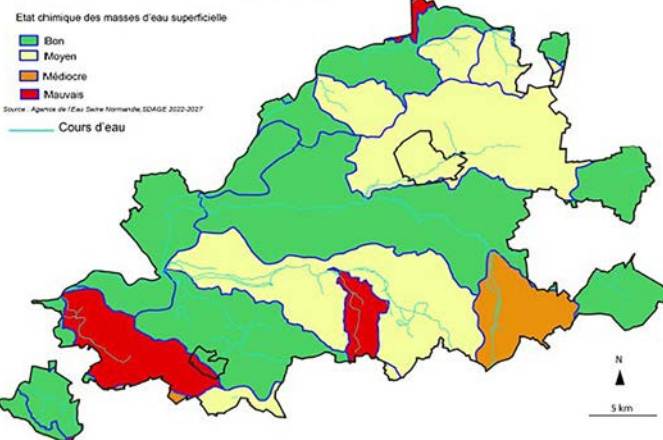 Etat chimique des masses d'eau superficielle
Bon
Moyen
Médiocre
Mauvais
Source : Agence de l'Eau Seine Normandie, SDAGE 2022-2027
Cours d'eau
N
5 km